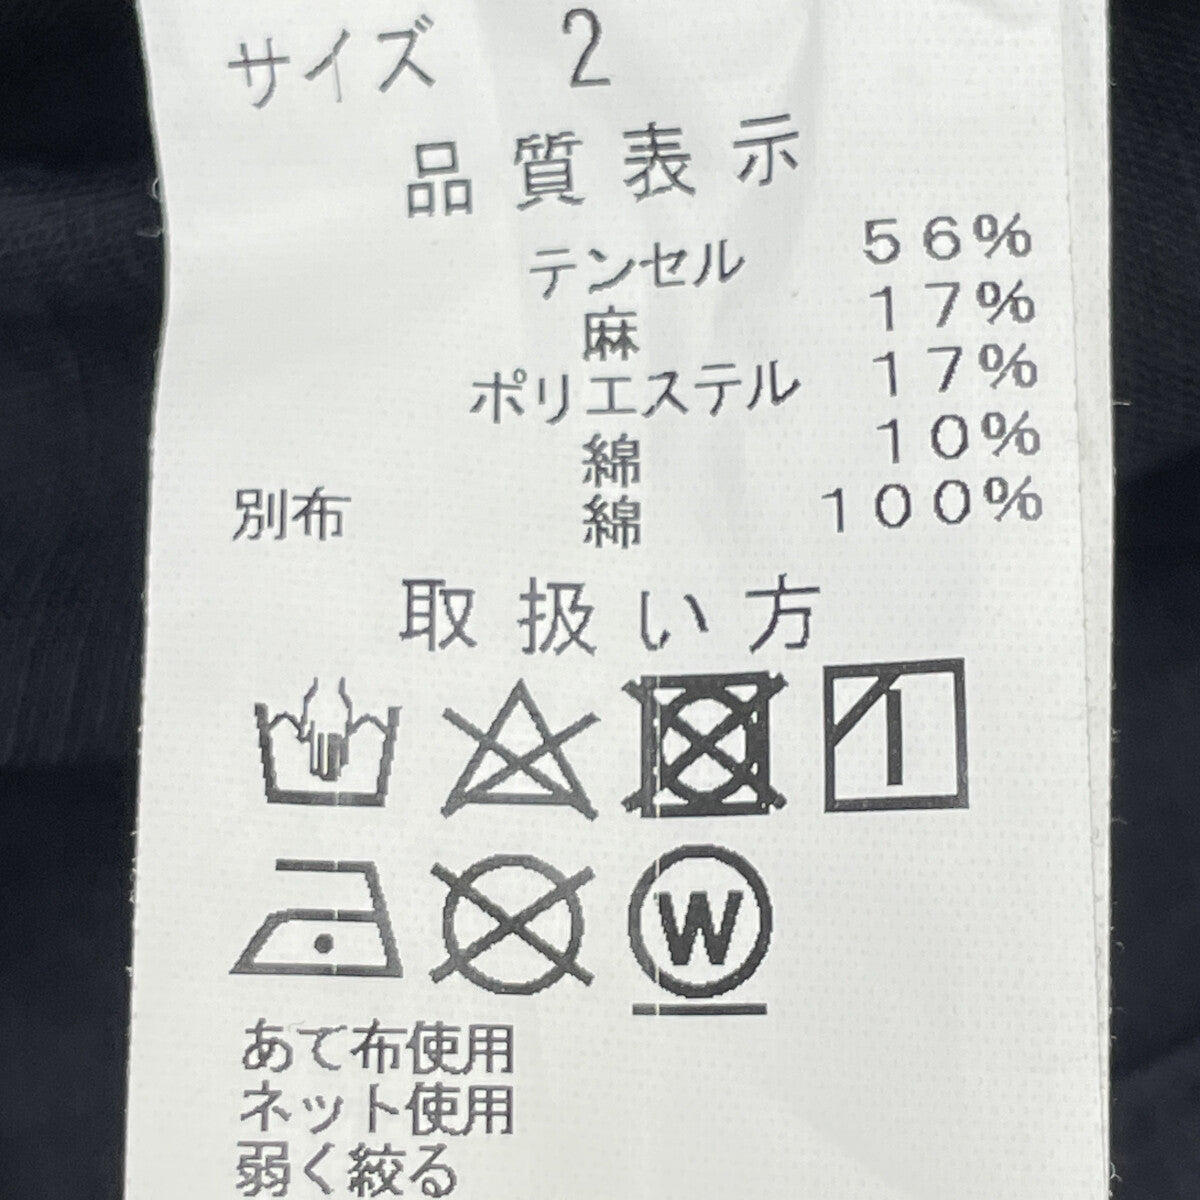 サイズ 2
品質表示
テンセル 56%
麻 17%
ポリエステル 17%
綿 10%
別布 綿 100%
取扱い方
W
あて布使用
ネット使用
弱く絞る